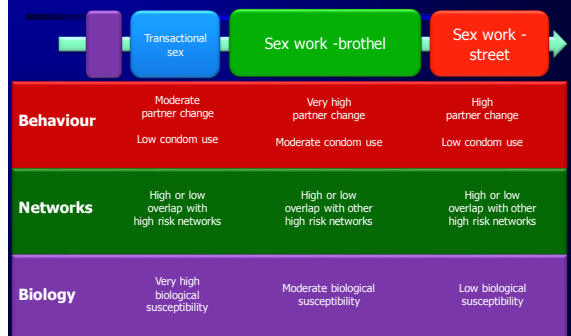 Transactional
sex
Sex work -brothel
Sex work -
street
Behaviour
Moderate
partner change
Low condom use
Very high
partner change
Moderate condom use
High
partner change
Low condom use
Networks
High or low
overlap with
high risk networks
High or low
overlap with other
high risk networks
High or low
overlap with other
high risk networks
Biology
Very high
biological
susceptibility
Moderate biological
susceptibility
Low biological
susceptibility